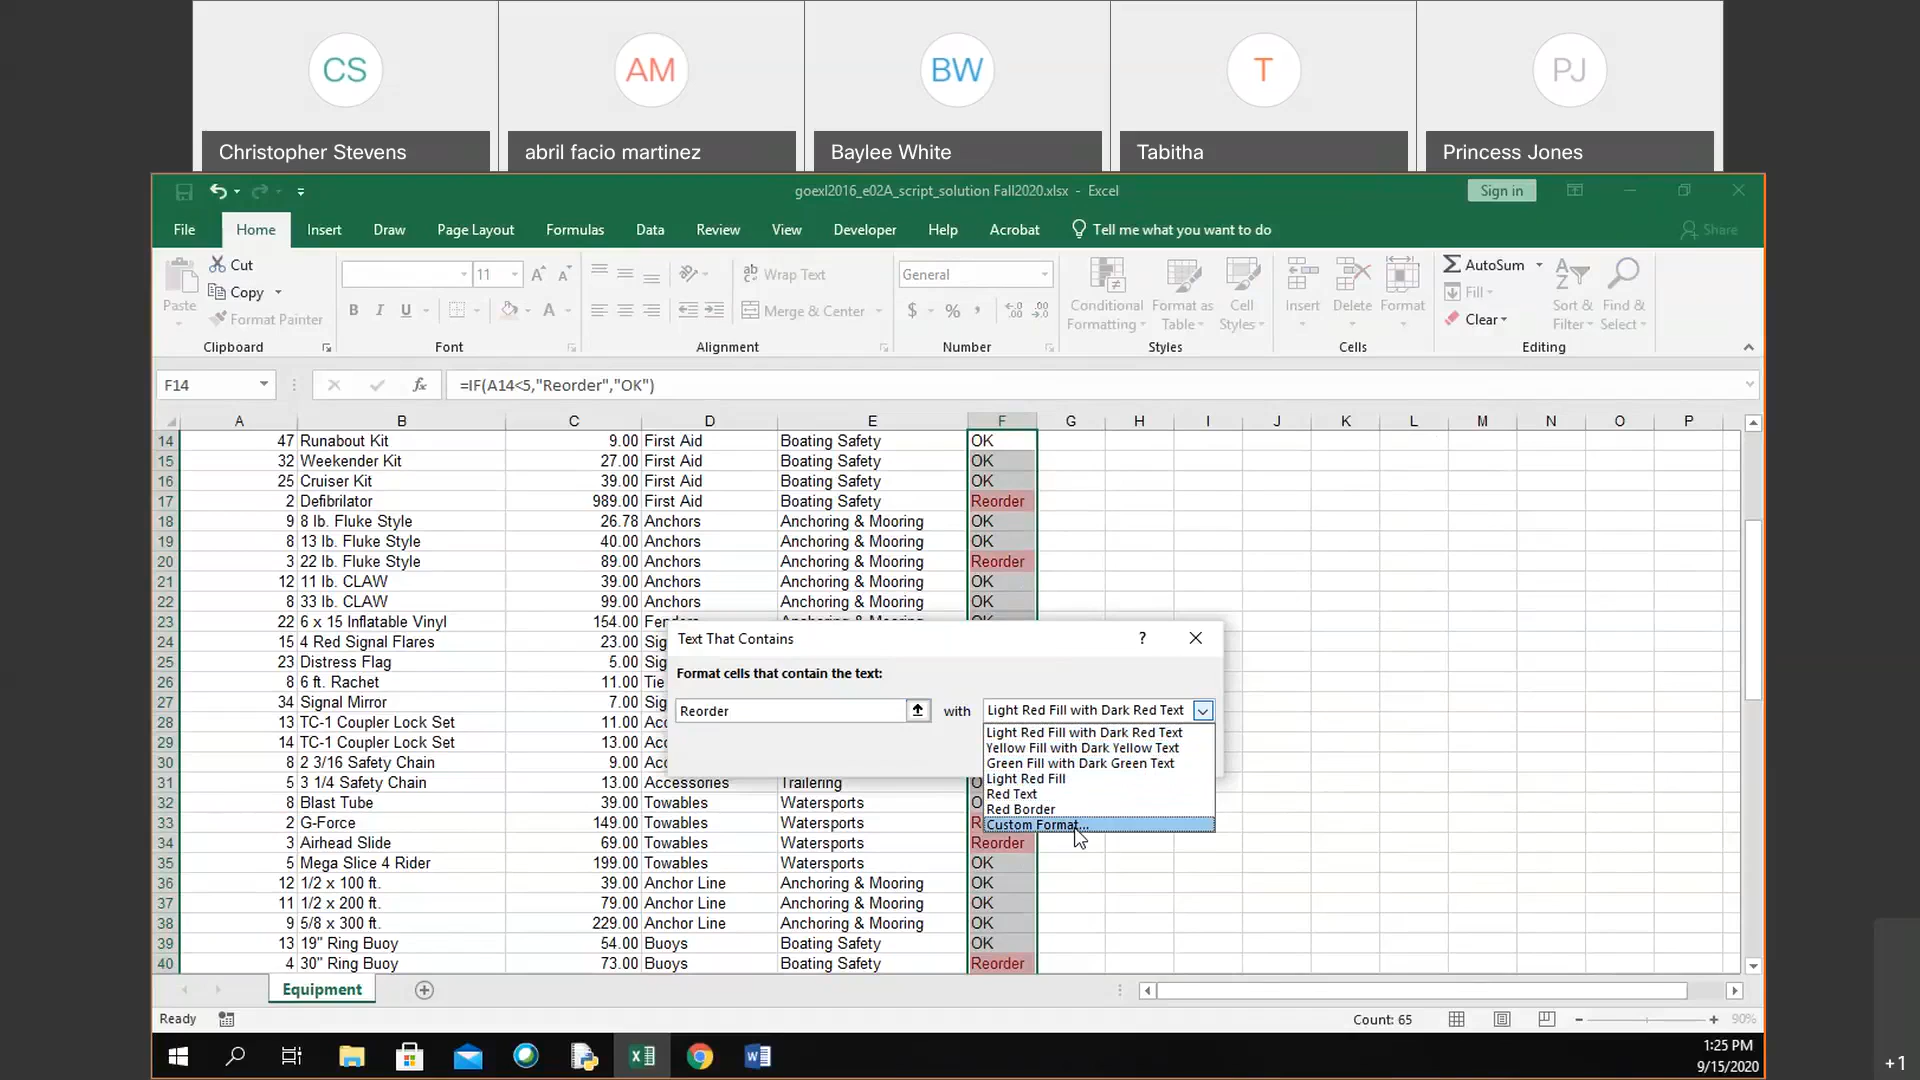 CS AM BW T PJ
Christopher Stevens abril facio martinez Baylee White Tabitha Princess Jones
goexl2016_e02A_script_solution Fall2020.xlsx - Excel Sign in
File Home Insert Draw Page Layout Formulas Data Review View Developer Help Acrobat Tell me what you want to do Share
Paste Cut Copy Format Painter Clipboard
11 B I U Font
Wrap Text Merge & Center Alignment
General $ % , Number
Conditional Formatting Format as Table Cell Styles Styles
Insert Delete Format Cells
AutoSum Fill Clear Sort & Filter Find & Select Editing
F14 fx =IF(A14<5,"Reorder","OK")
A B C D E F G H I J K L M N O P
14 47 Runabout Kit 9.00 First Aid Boating Safety OK
15 32 Weekender Kit 27.00 First Aid Boating Safety OK
16 25 Cruiser Kit 39.00 First Aid Boating Safety OK
17 2 Defibrilator 989.00 First Aid Boating Safety Reorder
18 9 8 lb. Fluke Style 26.78 Anchors Anchoring & Mooring OK
19 8 13 lb. Fluke Style 40.00 Anchors Anchoring & Mooring OK
20 3 22 lb. Fluke Style 89.00 Anchors Anchoring & Mooring Reorder
21 12 11 lb. CLAW 39.00 Anchors Anchoring & Mooring OK
22 8 33 lb. CLAW 99.00 Anchors Anchoring & Mooring OK
23 22 6 x 15 Inflatable Vinyl 154.00 Fenders Anchoring & Mooring OK
24 15 4 Red Signal Flares 23.00 Sig
25 23 Distress Flag 5.00 Sig
26 8 6 ft. Rachet 11.00 Tie
27 34 Signal Mirror 7.00 Sig
28 13 TC-1 Coupler Lock Set 11.00 Acc
29 14 TC-1 Coupler Lock Set 13.00 Acc
30 8 2 3/16 Safety Chain 9.00 Acc
31 5 3 1/4 Safety Chain 13.00 Accessories Trailering O
32 8 Blast Tube 39.00 Towables Watersports O
33 2 G-Force 149.00 Towables Watersports R
34 3 Airhead Slide 69.00 Towables Watersports Reorder
35 5 Mega Slice 4 Rider 199.00 Towables Watersports OK
36 12 1/2 x 100 ft. 39.00 Anchor Line Anchoring & Mooring OK
37 11 1/2 x 200 ft. 79.00 Anchor Line Anchoring & Mooring OK
38 9 5/8 x 300 ft. 229.00 Anchor Line Anchoring & Mooring OK
39 13 19" Ring Buoy 54.00 Buoys Boating Safety OK
40 4 30" Ring Buoy 73.00 Buoys Boating Safety Reorder
Text That Contains ?
Format cells that contain the text:
Reorder with Light Red Fill with Dark Red Text
Light Red Fill with Dark Red Text
Yellow Fill with Dark Yellow Text
Green Fill with Dark Green Text
Light Red Fill
Red Text
Red Border
Custom Format...
Equipment
Ready Count: 65 90%
1:25 PM
9/15/2020
+1